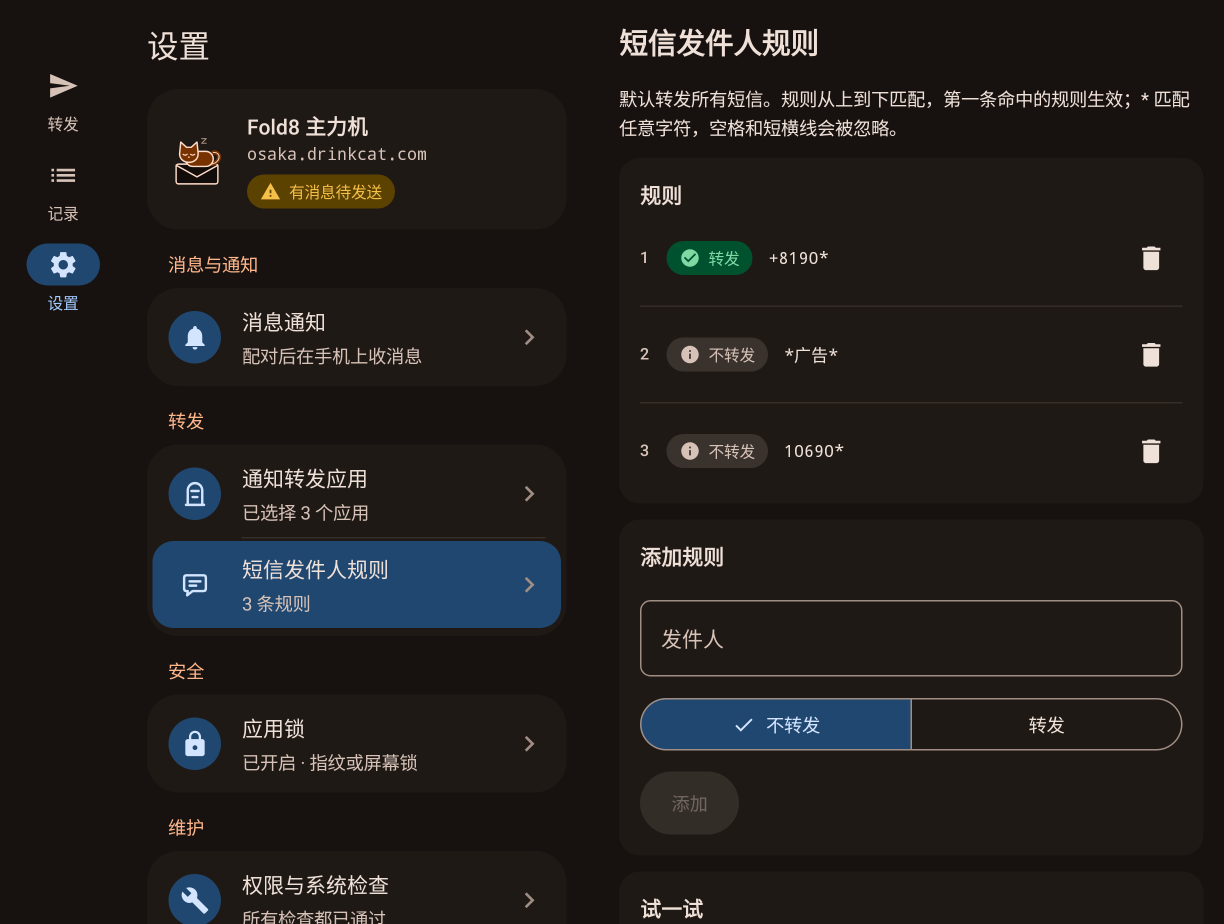 转发
记录
设置
设置
z
Fold8 主力机
osaka.drinkcat.com
有消息待发送
消息与通知
消息通知
配对后在手机上收消息
转发
通知转发应用
已选择 3 个应用
短信发件人规则
3 条规则
安全
应用锁
已开启 · 指纹或屏幕锁
维护
权限与系统检查
所有检查都已通过
短信发件人规则
默认转发所有短信。规则从上到下匹配，第一条命中的规则生效；* 匹配
任意字符，空格和短横线会被忽略。
规则
1 转发 +8190*
2 不转发 *广告*
3 不转发 10690*
添加规则
发件人
不转发 转发
添加
试一试